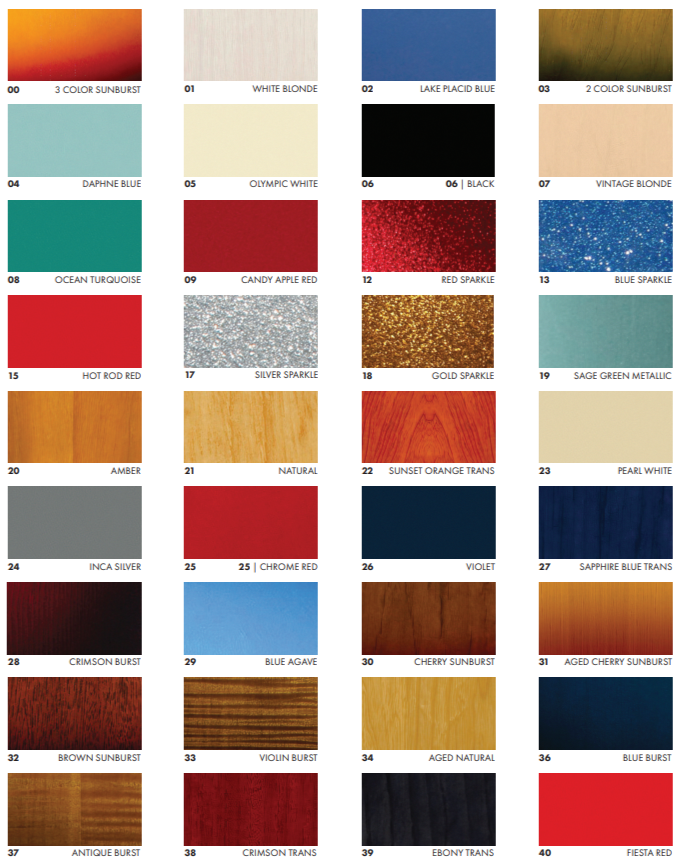 00 3 COLOR SUNBURST
01 WHITE BLONDE
02 LAKE PLACID BLUE
03 2 COLOR SUNBURST
04 DAPHNE BLUE
05 OLYMPIC WHITE
06 06 | BLACK
07 VINTAGE BLONDE
08 OCEAN TURQUOISE
09 CANDY APPLE RED
12 RED SPARKLE
13 BLUE SPARKLE
15 HOT ROD RED
17 SILVER SPARKLE
18 GOLD SPARKLE
19 SAGE GREEN METALLIC
20 AMBER
21 NATURAL
22 SUNSET ORANGE TRANS
23 PEARL WHITE
24 INCA SILVER
25 25 | CHROME RED
26 VIOLET
27 SAPPHIRE BLUE TRANS
28 CRIMSON BURST
29 BLUE AGAVE
30 CHERRY SUNBURST
31 AGED CHERRY SUNBURST
32 BROWN SUNBURST
33 VIOLIN BURST
34 AGED NATURAL
36 BLUE BURST
37 ANTIQUE BURST
38 CRIMSON TRANS
39 EBONY TRANS
40 FIESTA RED